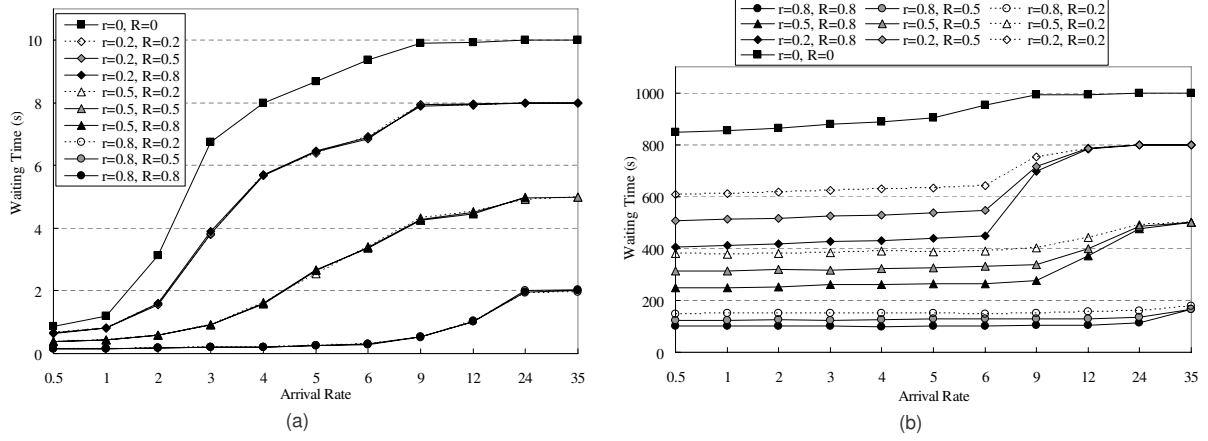 r=0, R=0
r=0.2, R=0.2
r=0.2, R=0.5
r=0.2, R=0.8
r=0.5, R=0.2
r=0.5, R=0.5
r=0.5, R=0.8
r=0.8, R=0.2
r=0.8, R=0.5
r=0.8, R=0.8
Waiting Time (s)
10
8
6
4
2
0
0.5 1 2 3 4 5 6 9 12 24 35
Arrival Rate
(a)
r=0.8, R=0.8 r=0.8, R=0.5 r=0.8, R=0.2
r=0.5, R=0.8 r=0.5, R=0.5 r=0.5, R=0.2
r=0.2, R=0.8 r=0.2, R=0.5 r=0.2, R=0.2
r=0, R=0
Waiting Time (s)
1000
800
600
400
200
0
0.5 1 2 3 4 5 6 9 12 24 35
Arrival Rate
(b)